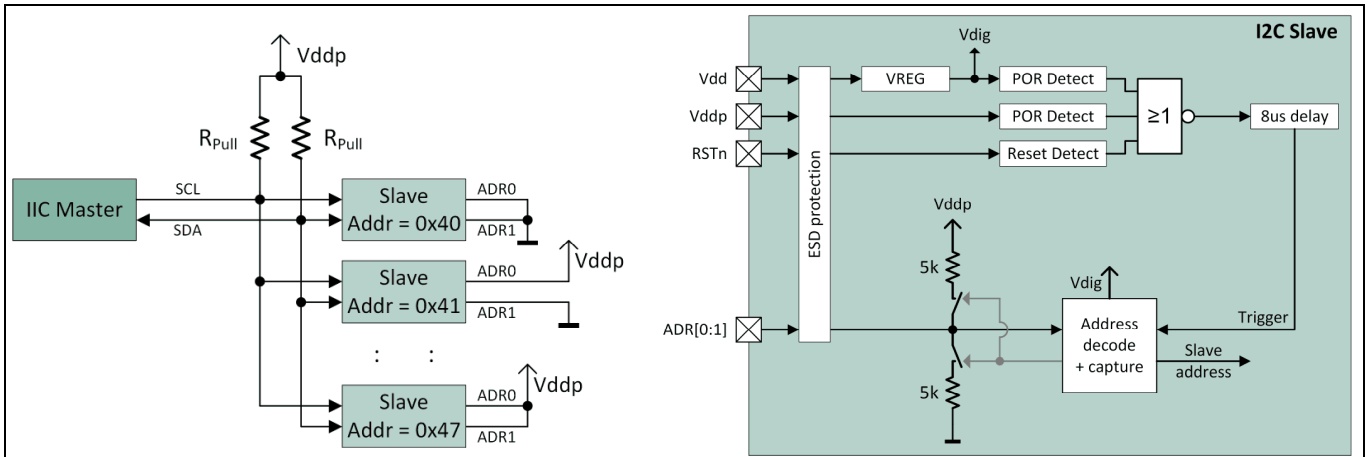 Vddp
RPull
RPull
IIC Master
SCL
SDA
Slave
Addr = 0x40
ADR0
ADR1
Vddp
Slave
Addr = 0x41
ADR0
ADR1
: :
Vddp
Slave
Addr = 0x47
ADR0
ADR1
I2C Slave
Vdig
Vdd
VREG
POR Detect
Vddp
POR Detect
≥1
8us delay
RSTn
Reset Detect
ESD protection
Vddp
5k
Vdig
ADR[0:1]
Address
decode
+ capture
Trigger
Slave
address
5k